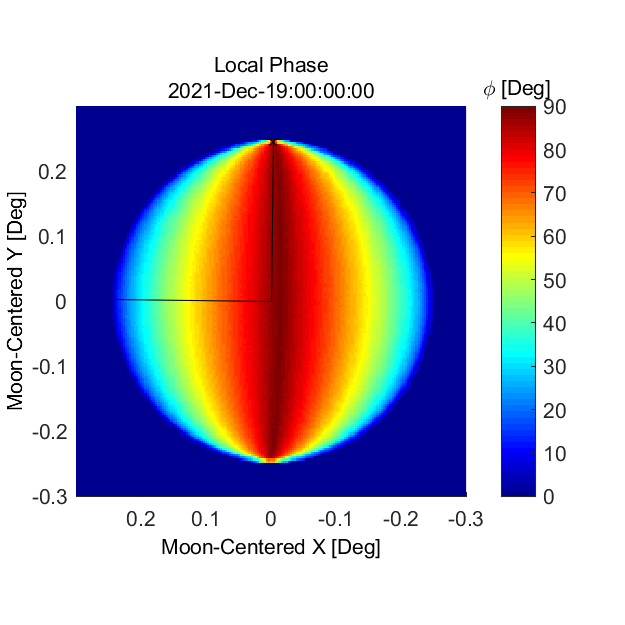 Local Phase
2021-Dec-19:00:00:00:00
ϕ [Deg]
90
80
70
60
50
40
30
20
10
0
Moon-Centered Y [Deg]
0.2
0.1
0
-0.1
-0.2
-0.3
0.2 0.1 0 -0.1 -0.2 -0.3
Moon-Centered X [Deg]